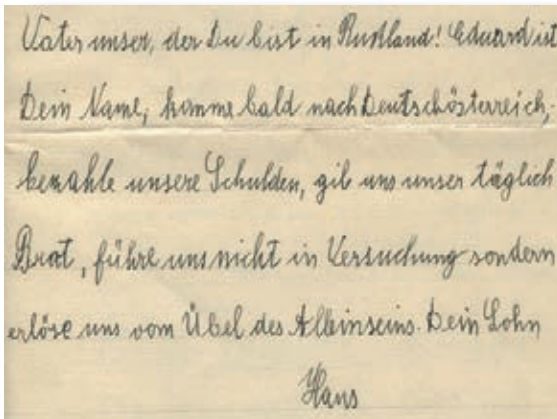 Vater unser, der Du bist in Rußland! Eduard ist
Dein Name, komme bald nach Deutschösterreich,
bezahle unsere Schulden, gib uns unser täglich
Brot, führe uns nicht in Versuchung sondern
erlöse uns vom Übel des Alleinseins. Dein Sohn
Hans